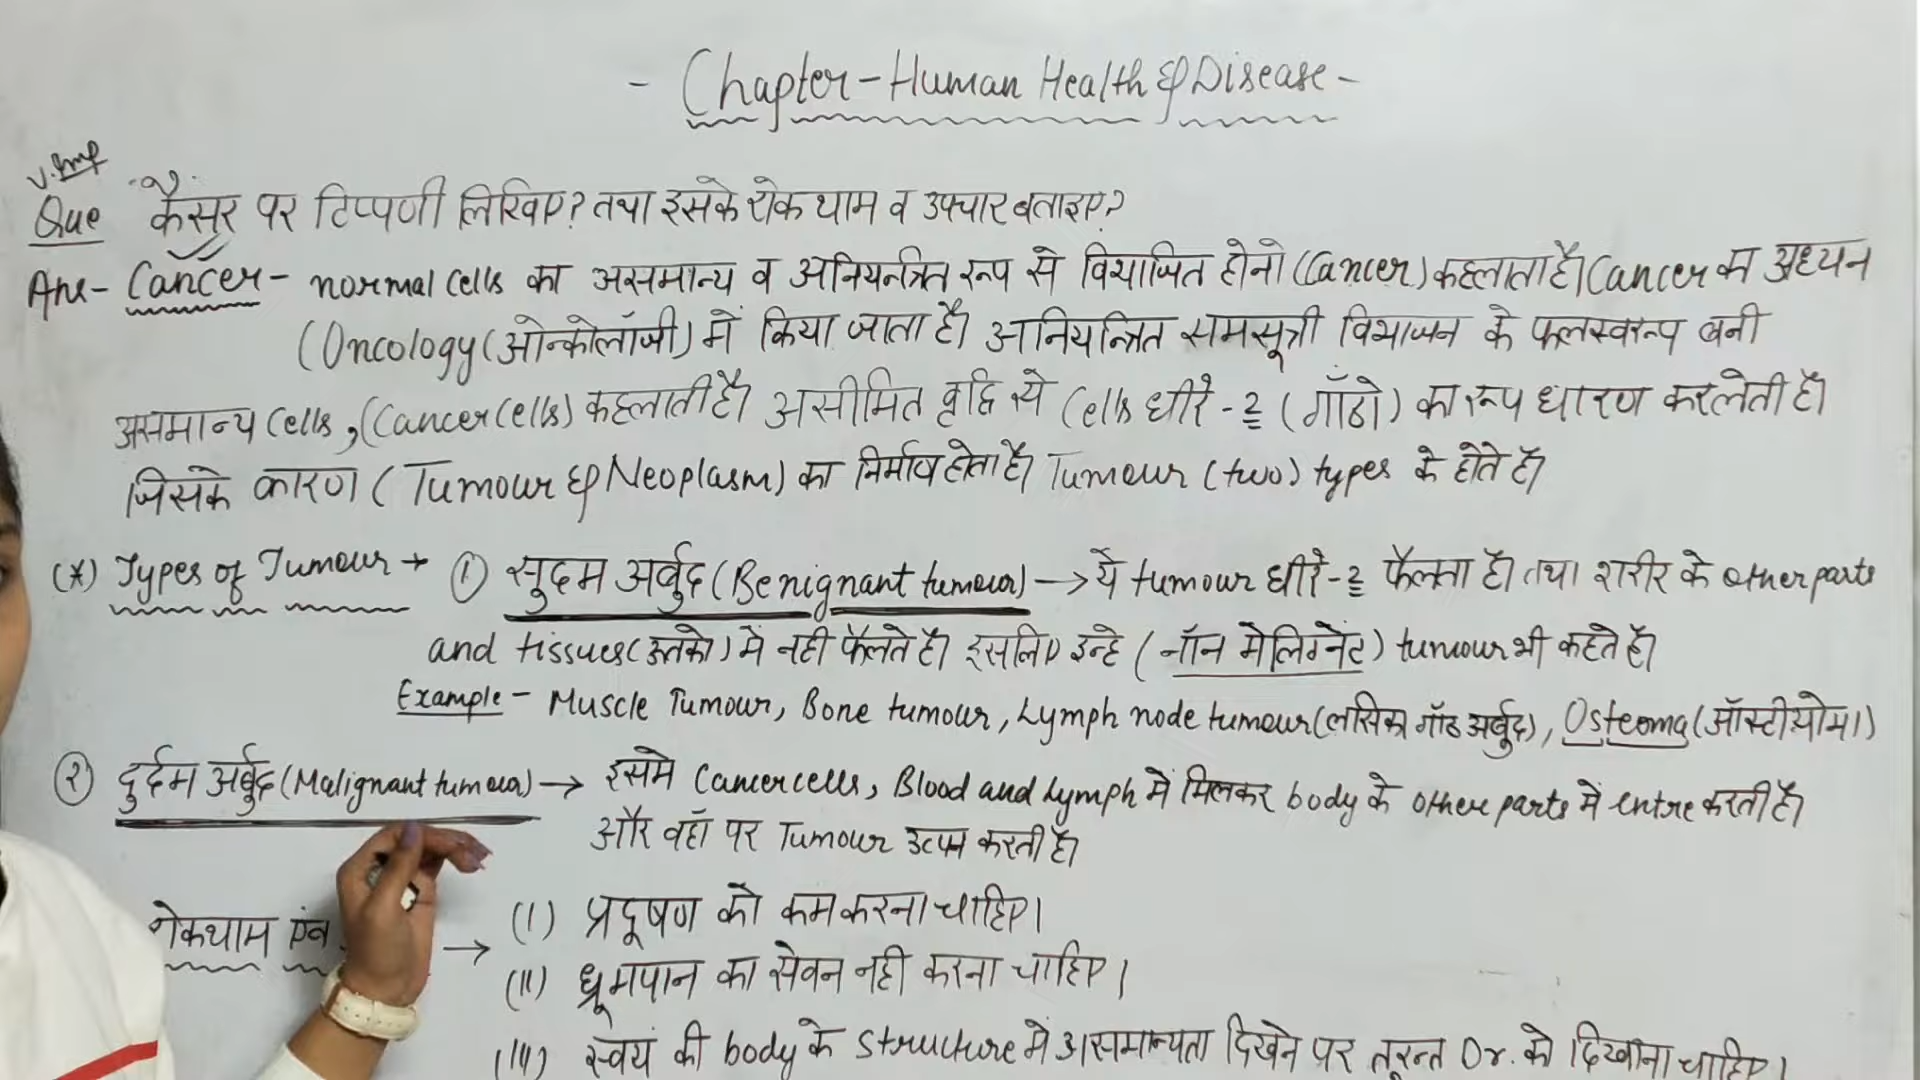 - Chapter - Human Health & Disease -
v. Imp
Que कैंसर पर टिप्पणी लिखिए? तथा इसके रोकथाम व उपचार बताइए?
Ans- Cancer - normal cells का असमान्य व अनियन्त्रित रूप से विभाजित होना (Cancer) कहलाता है। Cancer का अध्यन
(Oncology (ओन्कोलॉजी) में किया जाता है। अनियन्त्रित समसूत्री विभाजन के फलस्वरूप बनी
असमान्य cells, (Cancer Cells) कहलाती है। असीमित वृद्धि से Cells धीरे-2 (गाँठो) का रूप धारण कर लेती है।
जिसके कारण (Tumour & Neoplasm) का निर्माण होता है। Tumour (two) types के होते है।
(*) Types of Tumour → ① सुदम अर्बुद (Benignant tumour) → ये tumour धीरे-2 फैलता है। तथा शरीर के other parts
and tissues (ऊतको) में नही फैलते है। इसलिए इन्हे (नॉन मेलिग्नेंट) tumour भी कहते है।
Example - Muscle Tumour, Bone tumour, Lymph node tumour (लसिका गाँठ अर्बुद), Osteoma (ऑस्टीयोमा)
② दुर्दम अर्बुद (Malignant tumour) → इसमे Cancer cells, Blood and Lymph में मिलकर body के other parts में entre करती है।
और वहाँ पर Tumour उत्पन्न करती है।
रोकथाम एंव → (I) प्रदूषण को कम करना चाहिए।
(II) ध्रूमपान का सेवन नही करना चाहिए।
(III) स्वयं की body के structure में असमान्यता दिखेने पर तूरन्त Dr. को दिखाना चाहिए।